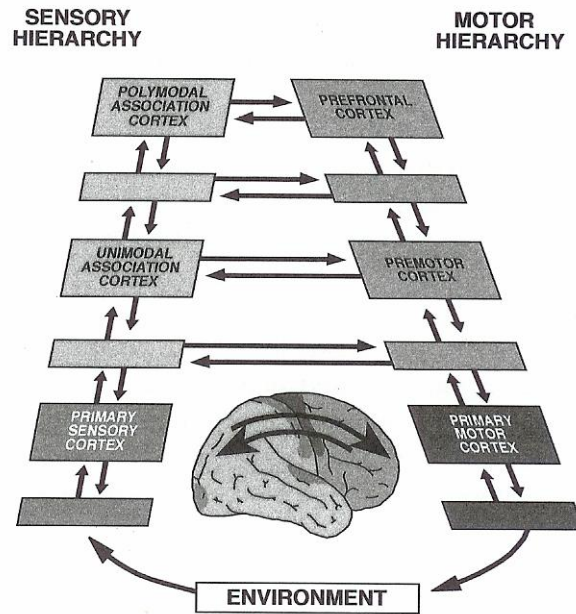 SENSORY
HIERARCHY
MOTOR
HIERARCHY
POLYMODAL
ASSOCIATION
CORTEX
PREFRONTAL
CORTEX
UNIMODAL
ASSOCIATION
CORTEX
PREMOTOR
CORTEX
PRIMARY
SENSORY
CORTEX
PRIMARY
MOTOR
CORTEX
ENVIRONMENT